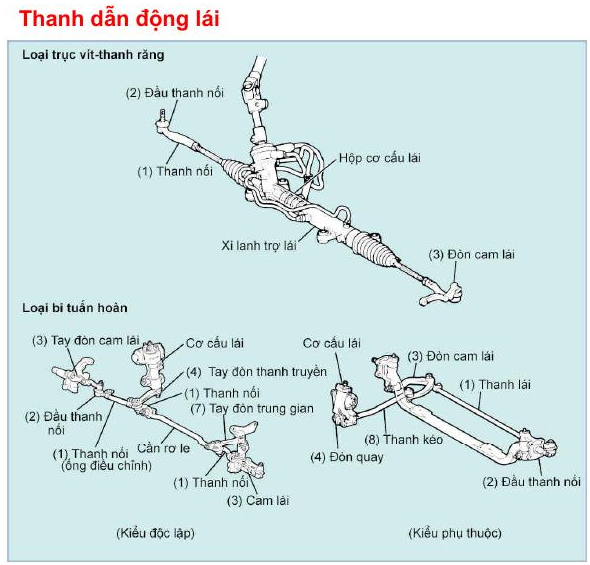 Thanh dẫn động lái
Loại trục vít-thanh răng
(2) Đầu thanh nối
(1) Thanh nối
Hộp cơ cấu lái
Xi lanh trợ lái
(3) Đòn cam lái
Loại bi tuần hoàn
(3) Tay đòn cam lái
Cơ cấu lái
(4) Tay đòn thanh truyền
(1) Thanh nối
(7) Tay đòn trung gian
(2) Đầu thanh
nối
(1) Thanh nối
(ống điều chỉnh)
Cần rơ le
(1) Thanh nối
(3) Cam lái
(Kiểu độc lập)
Cơ cấu lái
(3) Đòn cam lái
(1) Thanh lái
(8) Thanh kéo
(4) Đòn quay
(2) Đầu thanh nối
(Kiểu phụ thuộc)